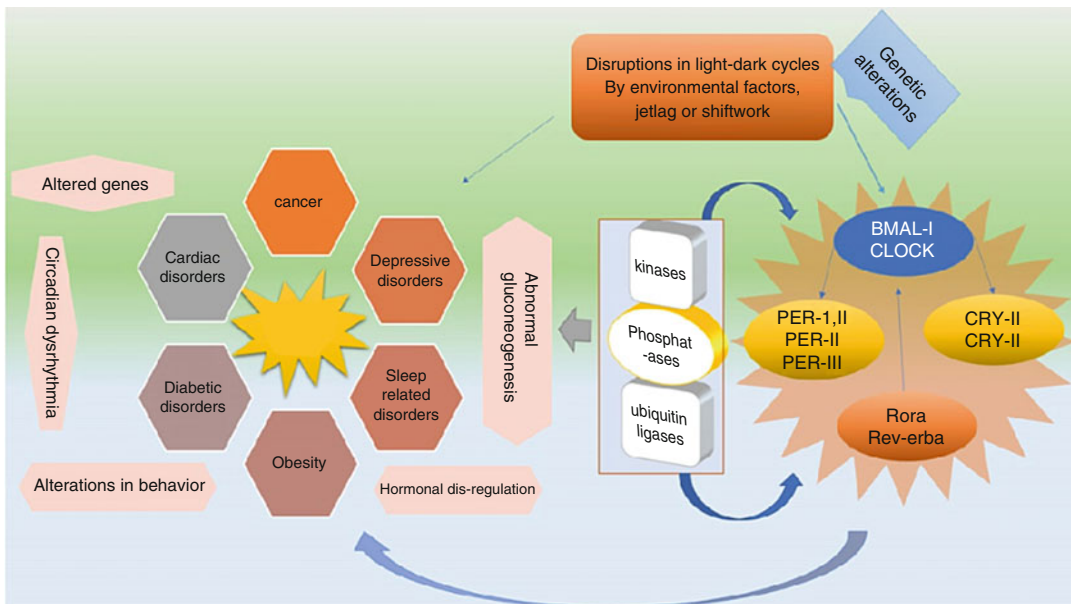 Disruptions in light-dark cycles
By environmental factors,
jetlag or shiftwork
Genetic
alterations
Altered genes
cancer
Cardiac
disorders
Depressive
disorders
Circadian dysrhythmia
Abnormal
gluconeogenesis
Diabetic
disorders
Sleep
related
disorders
Obesity
Alterations in behavior
Hormonal dis-regulation
kinases
Phosphat
-ases
ubiquitin
ligases
BMAL-I
CLOCK
PER-1,II
PER-II
PER-III
CRY-II
CRY-II
Rora
Rev-erba